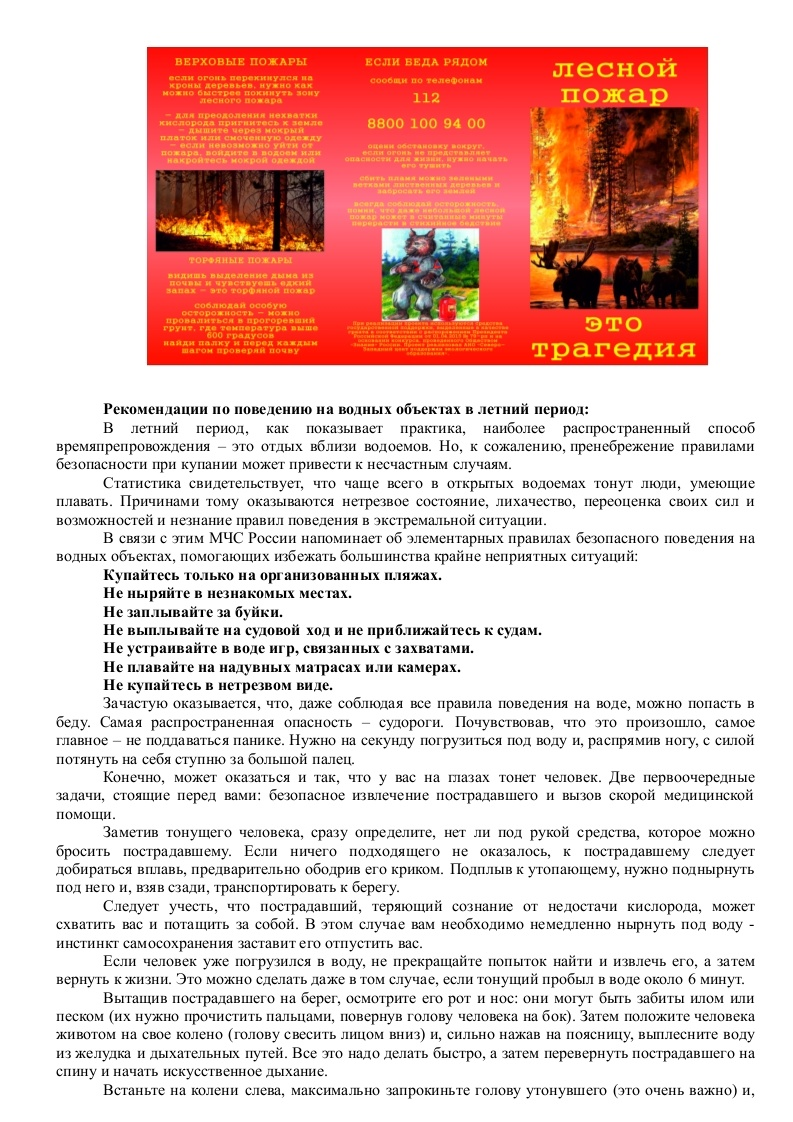 ВЕРХОВЫЕ ПОЖАРЫ
если огонь перекинулся на
кроны деревьев, нужно как
можно быстрее покинуть зону
лесного пожара
— для преодоления нехватки
кислорода пригнитесь к земле
— дышите через мокрый
платок или смоченную одежду
— если невозможно уйти от
пожара, войдите в водоем или
накройтесь мокрой одеждой
ТОРФЯНЫЕ ПОЖАРЫ
видишь выделение дыма из
почвы и чувствуешь едкий
запах — это торфяной пожар
соблюдай особую
осторожность — можно
провалиться в прогоревший
грунт, где температура выше
600 градусов
найди палку и перед каждым
шагом проверяй почву
ЕСЛИ БЕДА РЯДОМ
сообщи по телефонам
112
8800 100 94 00
оцени обстановку вокруг,
если огонь не представляет
опасности для жизни, нужно начать
его тушить
сбить пламя можно зелеными
ветками лиственных деревьев и
забросать его землей
всегда соблюдай осторожность,
помни, что даже небольшой лесной
пожар может в считанные минуты
перерасти в стихийное бедствие
лесной
пожар
это
трагедия
Рекомендации по поведению на водных объектах в летний период:
В летний период, как показывает практика, наиболее распространенный способ
времяпрепровождения – это отдых вблизи водоемов. Но, к сожалению, пренебрежение правилами
безопасности при купании может привести к несчастным случаям.
Статистика свидетельствует, что чаще всего в открытых водоемах тонут люди, умеющие
плавать. Причинами тому оказываются нетрезвое состояние, лихачество, переоценка своих сил и
возможностей и незнание правил поведения в экстремальной ситуации.
В связи с этим МЧС России напоминает об элементарных правилах безопасного поведения на
водных объектах, помогающих избежать большинства крайне неприятных ситуаций:
Купайтесь только на организованных пляжах.
Не ныряйте в незнакомых местах.
Не заплывайте за буйки.
Не выплывайте на судовой ход и не приближайтесь к судам.
Не устраивайте в воде игр, связанных с захватами.
Не плавайте на надувных матрасах или камерах.
Не купайтесь в нетрезвом виде.
Зачастую оказывается, что, даже соблюдая все правила поведения на воде, можно попасть в
беду. Самая распространенная опасность – судороги. Почувствовав, что это произошло, самое
главное – не поддаваться панике. Нужно на секунду погрузиться под воду и, распрямив ногу, с силой
потянуть на себя ступню за большой палец.
Конечно, может оказаться и так, что у вас на глазах тонет человек. Две первоочередные
задачи, стоящие перед вами: безопасное извлечение пострадавшего и вызов скорой медицинской
помощи.
Заметив тонущего человека, сразу определите, нет ли под рукой средства, которое можно
бросить пострадавшему. Если ничего подходящего не оказалось, к пострадавшему следует
добираться вплавь, предварительно ободрив его криком. Подплыв к утопающему, нужно поднырнуть
под него и, взяв сзади, транспортировать к берегу.
Следует учесть, что пострадавший, теряющий сознание от недостачи кислорода, может
схватить вас и потащить за собой. В этом случае вам необходимо немедленно нырнуть под воду -
инстинкт самосохранения заставит его отпустить вас.
Если человек уже погрузился в воду, не прекращайте попыток найти и извлечь его, а затем
вернуть к жизни. Это можно сделать даже в том случае, если тонущий пробыл в воде около 6 минут.
Вытащив пострадавшего на берег, осмотрите его рот и нос: они могут быть забиты илом или
песком (их нужно прочистить пальцами, повернув голову человека на бок). Затем положите человека
животом на свое колено (голову свесить лицом вниз) и, сильно нажав на поясницу, выплесните воду
из желудка и дыхательных путей. Все это надо делать быстро, а затем перевернуть пострадавшего на
спину и начать искусственное дыхание.
Встаньте на колени слева, максимально запрокиньте голову утонувшего (это очень важно) и,